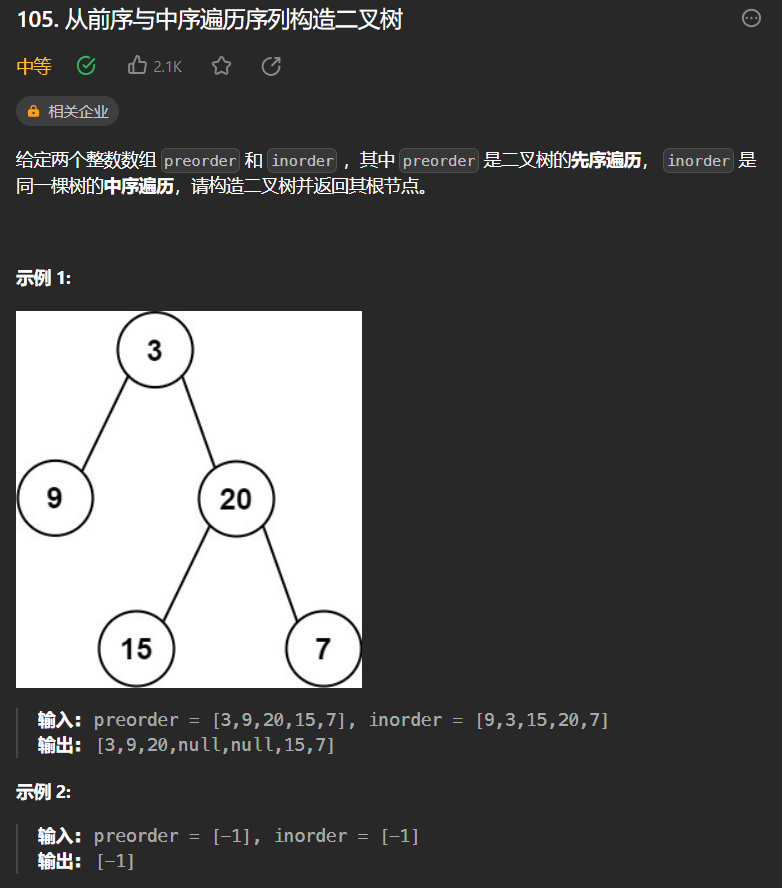 105. 从前序与中序遍历序列构造二叉树
中等 2.1K
相关企业
给定两个整数数组 preorder 和 inorder ，其中 preorder 是二叉树的先序遍历， inorder 是
同一棵树的中序遍历，请构造二叉树并返回其根节点。
示例 1:
3
9 20
15 7
输入: preorder = [3,9,20,15,7], inorder = [9,3,15,20,7]
输出: [3,9,20,null,null,15,7]
示例 2:
输入: preorder = [-1], inorder = [-1]
输出: [-1]